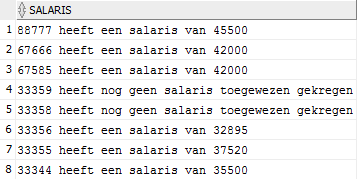 SALARIS
1 88777 heeft een salaris van 45500
2 67666 heeft een salaris van 42000
3 67585 heeft een salaris van 42000
4 33359 heeft nog geen salaris toegewezen gekregen
5 33358 heeft nog geen salaris toegewezen gekregen
6 33356 heeft een salaris van 32895
7 33355 heeft een salaris van 37520
8 33344 heeft een salaris van 35500